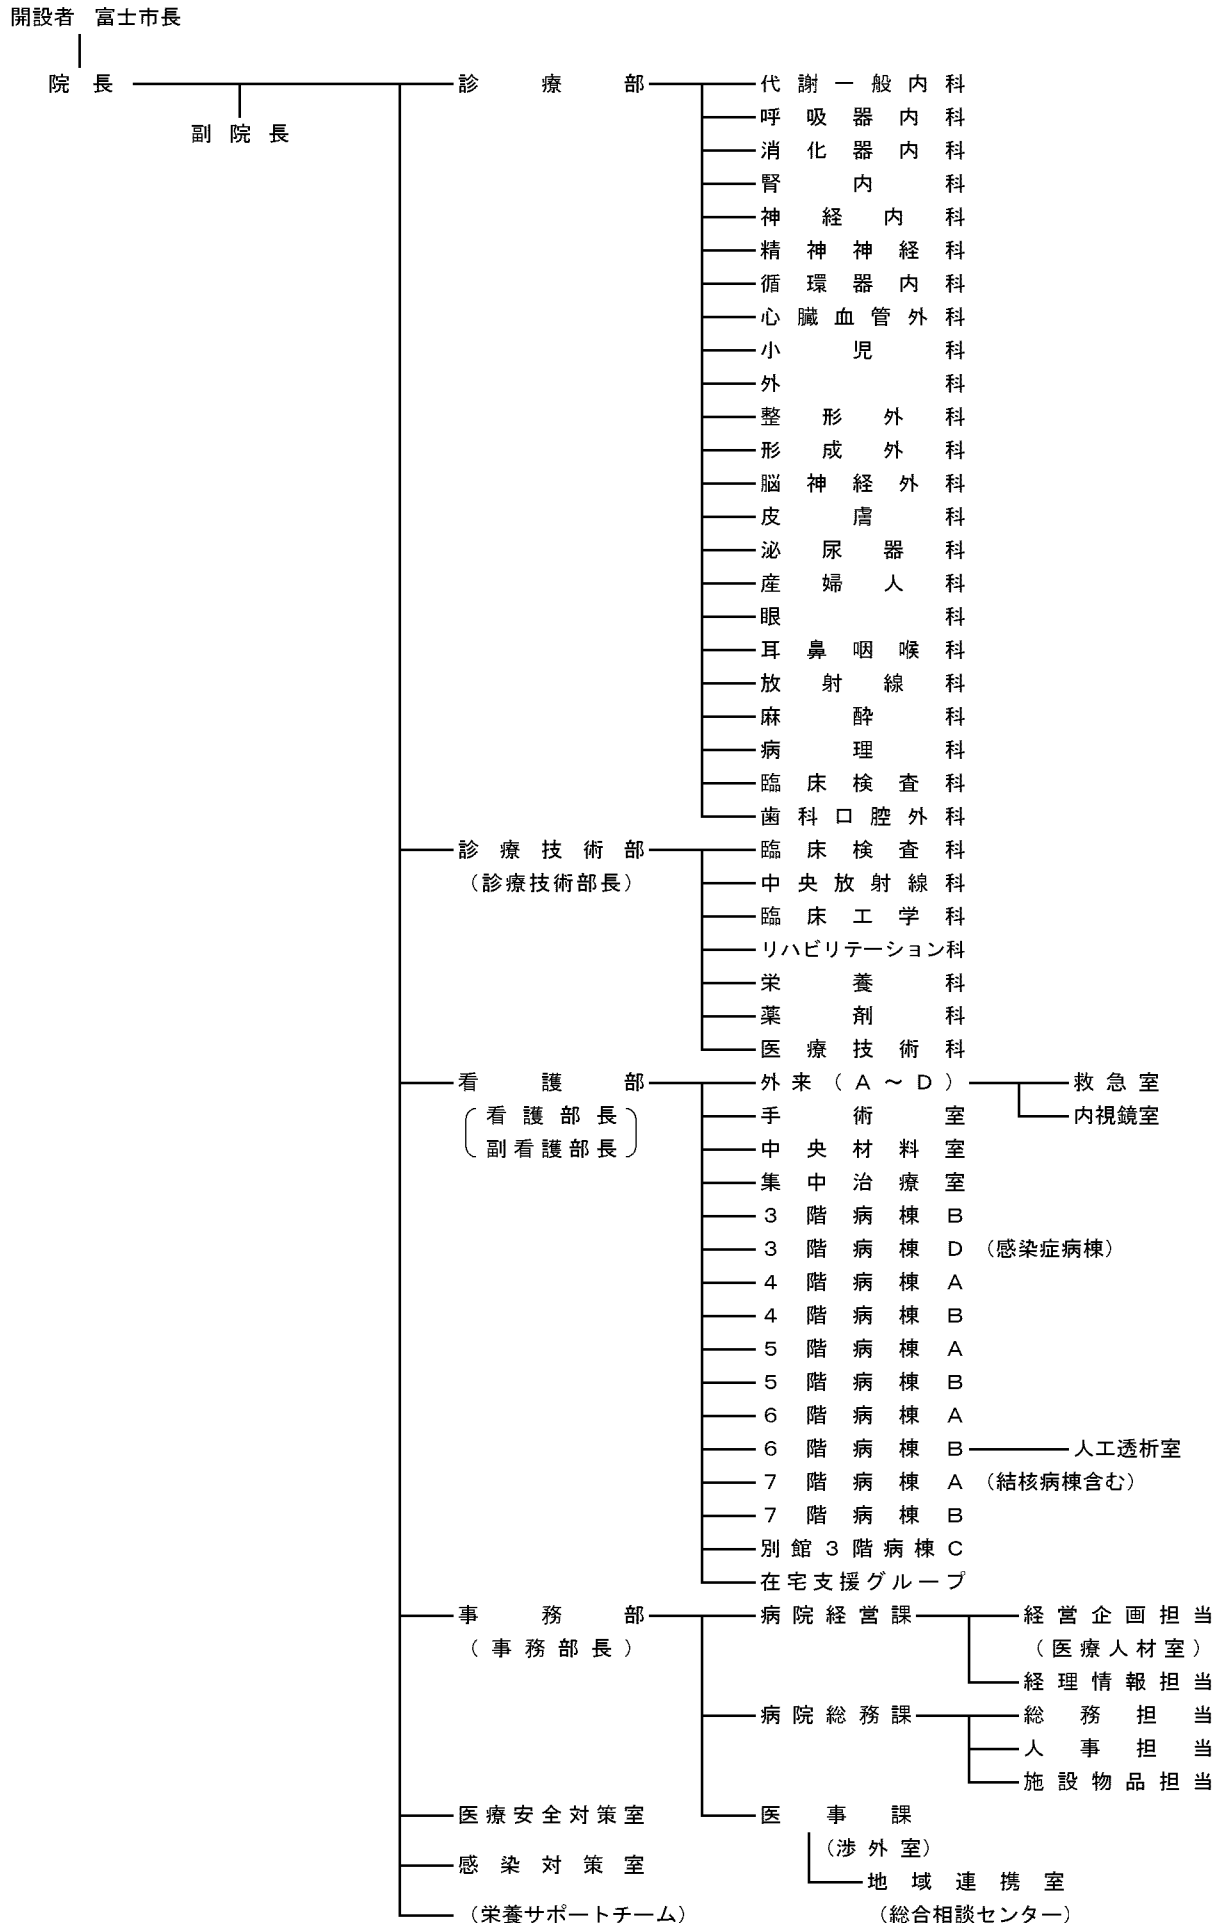 開設者 富士市長
院長 診療部 代謝一般内科
呼吸器内科
副院長
消化器内科
腎内科
神経内科
精神神経科
循環器内科
心臓血管外科
小児科
外科
整形外科
形成外科
脳神経外科
皮膚科
泌尿器科
産婦人科
眼科
耳鼻咽喉科
放射線科
麻酔科
病理科
臨床検査科
歯科口腔外科
診療技術部 臨床検査科
(診療技術部長) 中央放射線科
臨床工学科
リハビリテーション科
栄養科
薬剤科
医療技術科
看護部 外来(A~D) 救急室
看護部長 手術室 内視鏡室
副看護部長 中央材料室
集中治療室
3階病棟B
3階病棟D (感染症病棟)
4階病棟A
4階病棟B
5階病棟A
5階病棟B
6階病棟A
6階病棟B 人工透析室
7階病棟A (結核病棟含む)
7階病棟B
別館3階病棟C
在宅支援グループ
事務部 病院経営課 経営企画担当
(事務部長) (医療人材室)
経理情報担当
病院総務課 総務担当
人事担当
施設物品担当
医療安全対策室 医事課
(渉外室)
感染対策室 地域連携室
(栄養サポートチーム) (総合相談センター)